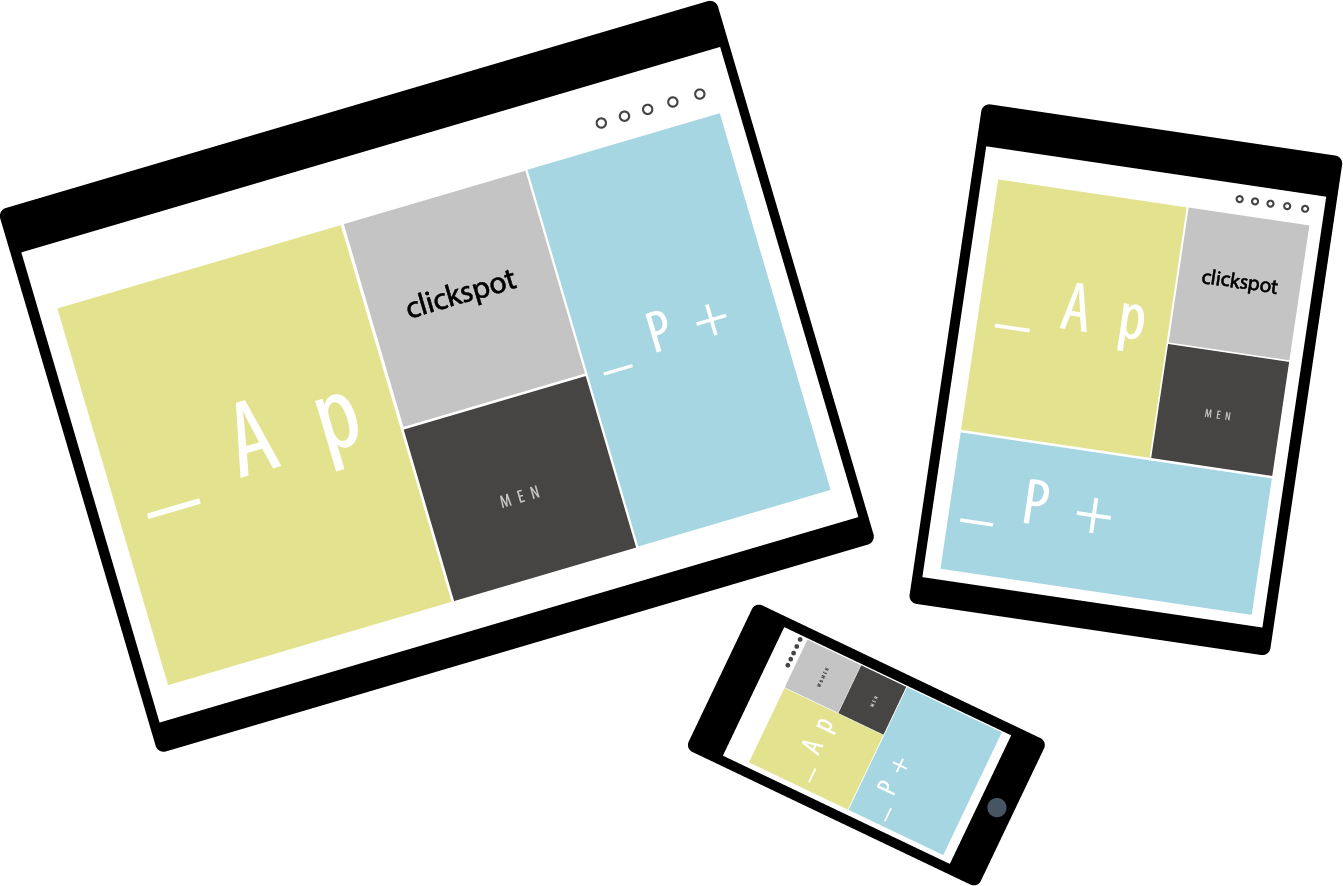 _ A p
clickspot
MEN
_ P +
_ A p
clickspot
MEN
_ P +
WOMEN
MEN
_ A p
_ P +